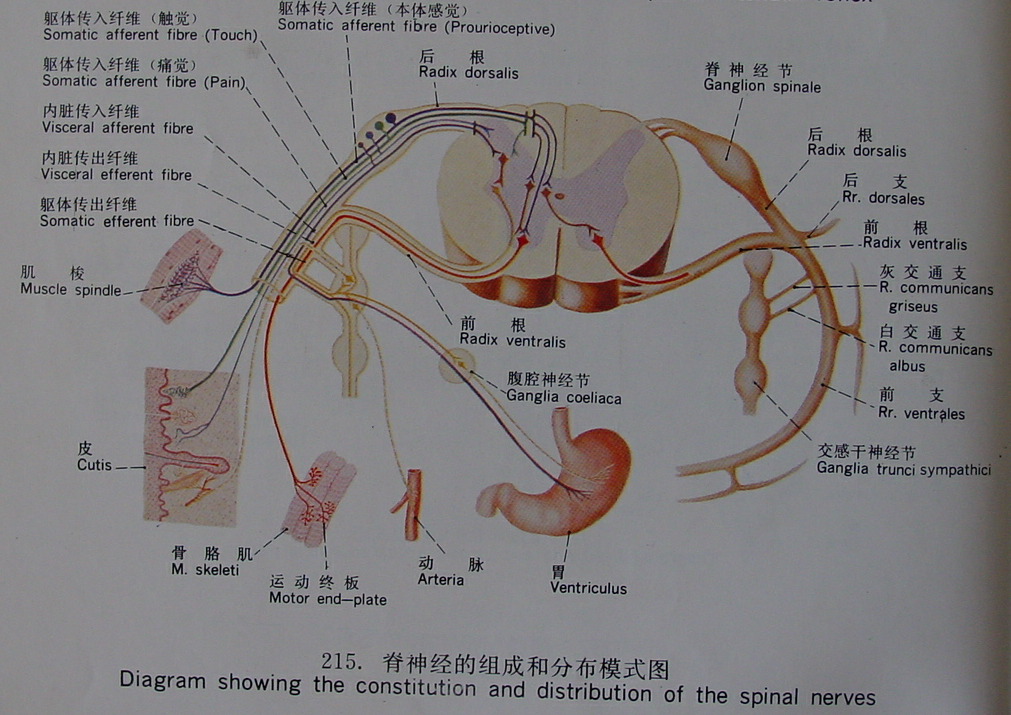 躯体传入纤维（触觉）
Somatic afferent fibre (Touch)
躯体传入纤维（本体感觉）
Somatic afferent fibre (Prourioceptive)
躯体传入纤维（痛觉）
Somatic afferent fibre (Pain)
内脏传入纤维
Visceral afferent fibre
内脏传出纤维
Visceral efferent fibre
躯体传出纤维
Somatic efferent fibre
后根
Radix dorsalis
脊神经节
Ganglion spinale
后根
Radix dorsalis
后支
Rr. dorsales
前根
Radix ventralis
灰交通支
R. communicans
griseus
白交通支
R. communicans
albus
前支
Rr. ventrales
交感干神经节
Ganglia trunci sympathici
肌梭
Muscle spindle
前根
Radix ventralis
腹腔神经节
Ganglia coeliaca
皮
Cutis
骨胳肌
M. skeleti
运动终板
Motor end—plate
动脉
Arteria
胃
Ventriculus
215. 脊神经的组成和分布模式图
Diagram showing the constitution and distribution of the spinal nerves